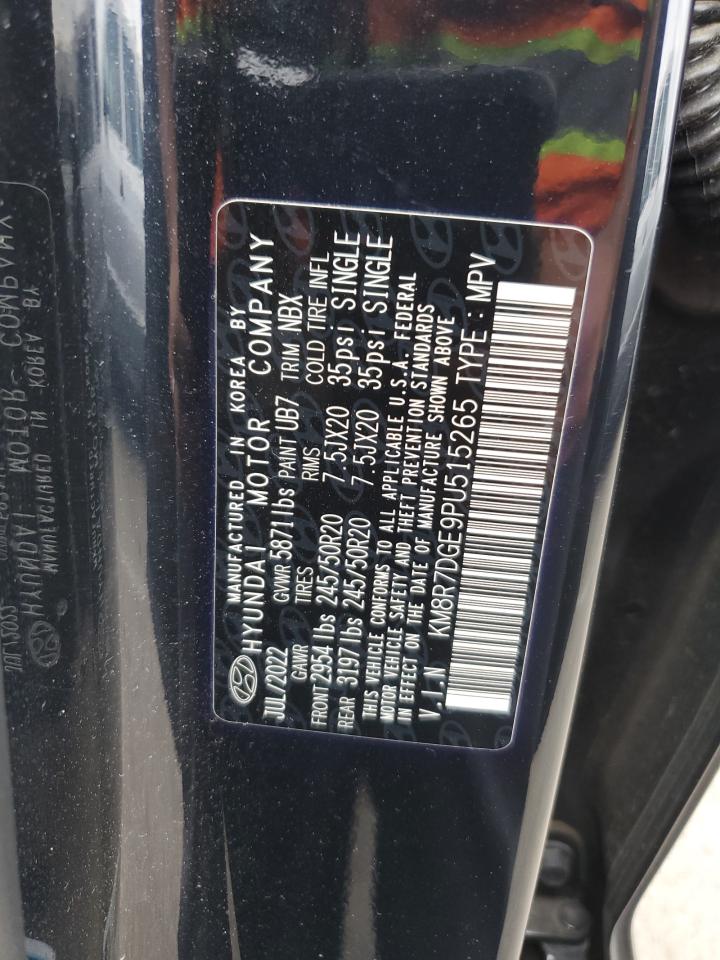 MANUFACTURED IN KOREA BY
HYUNDAI MOTOR COMPANY
JUL/2022 GVWR 5871 lbs PAINT UB7 TRIM NBX
GAWR TIRES RIMS COLD TIRE INFL
FRONT 2954 lbs 245/50R20 7.5JX20 35psi SINGLE
REAR 3197 lbs 245/50R20 7.5JX20 35psi SINGLE
THIS VEHICLE CONFORMS TO ALL APPLICABLE U.S.A. FEDERAL
MOTOR VEHICLE SAFETY AND THEFT PREVENTION STANDARDS
IN EFFECT ON THE DATE OF MANUFACTURE SHOWN ABOVE
V.I.N KM8R7DGE9PU515265 TYPE : MPV